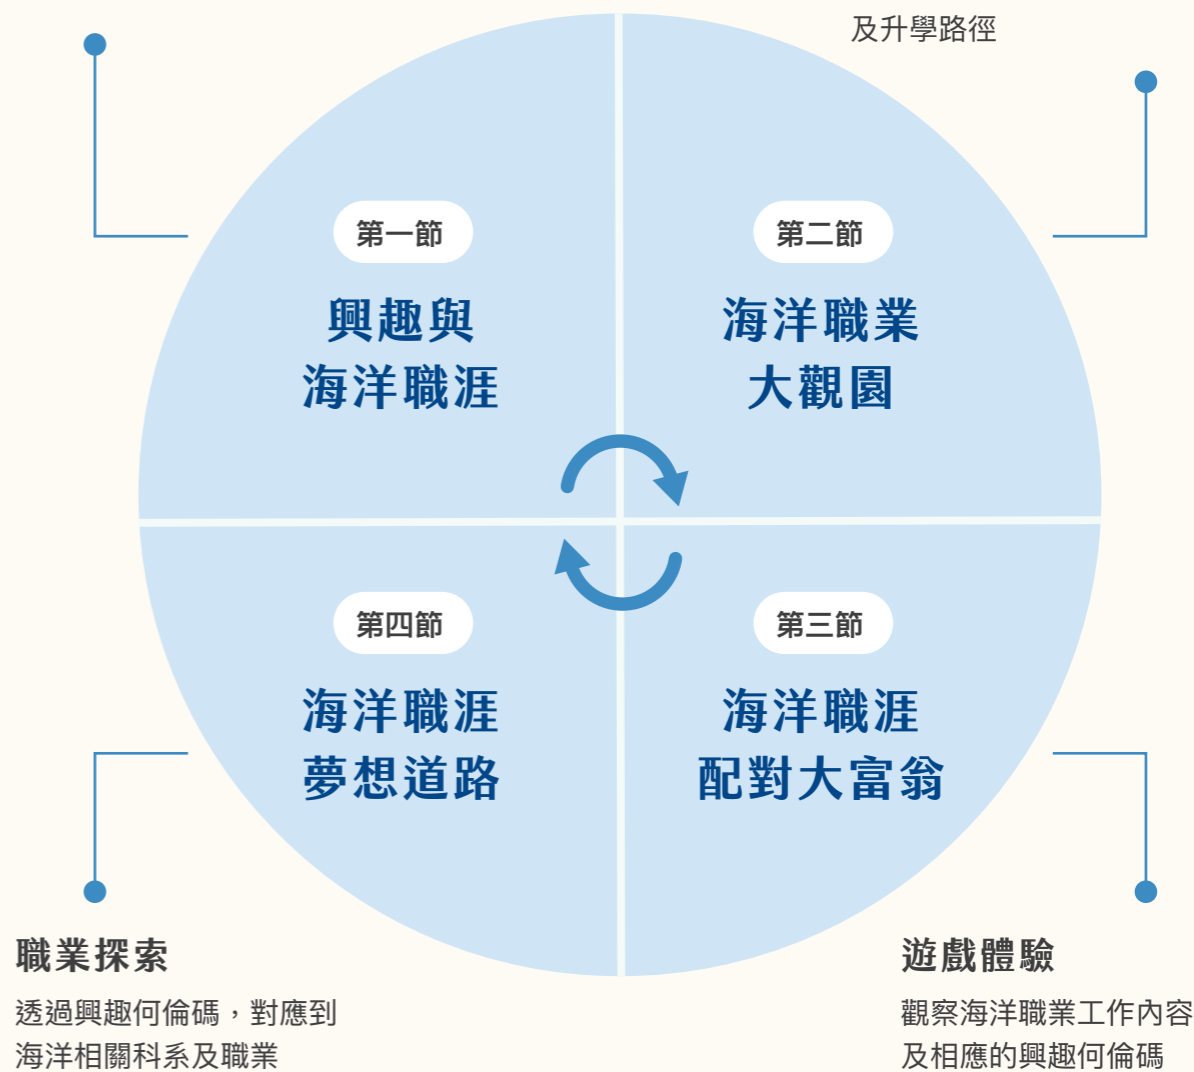 及升學路徑
第一節
興趣與
海洋職涯
第二節
海洋職業
大觀園
第四節
海洋職涯
夢想道路
第三節
海洋職涯
配對大富翁
職業探索
透過興趣何倫碼，對應到
海洋相關科系及職業
遊戲體驗
觀察海洋職業工作內容
及相應的興趣何倫碼